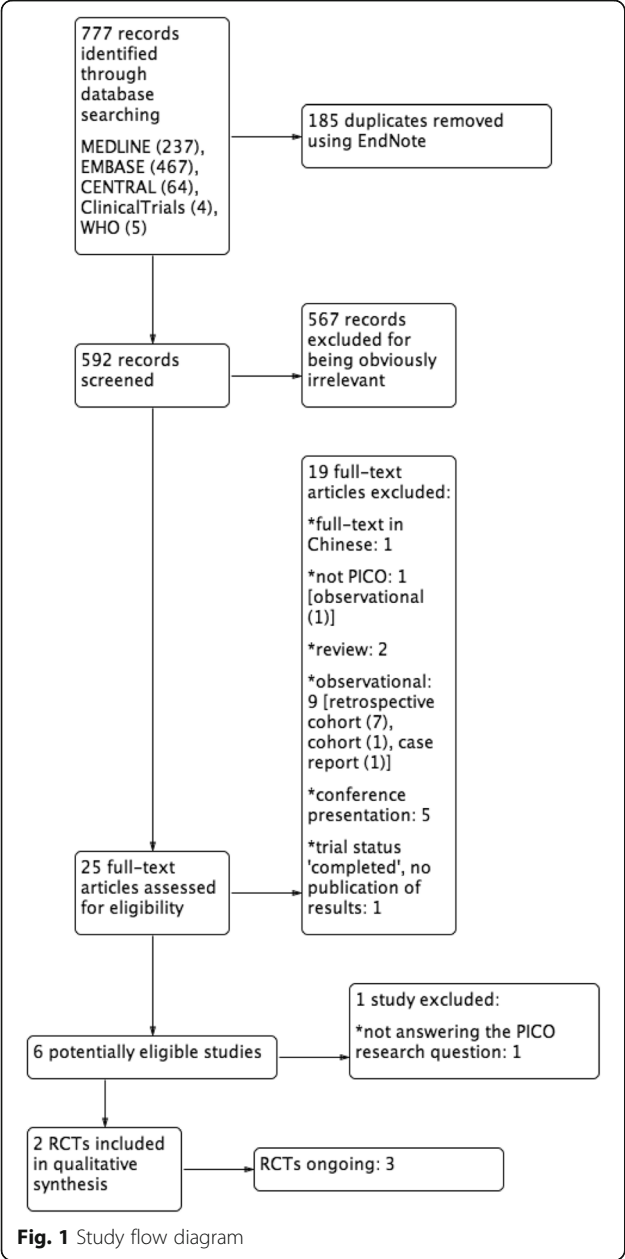 777 records
identified
through
database
searching
MEDLINE (237),
EMBASE (467),
CENTRAL (64),
ClinicalTrials (4),
WHO (5)
185 duplicates removed
using EndNote
592 records
screened
567 records
excluded for
being obviously
irrelevant
19 full-text
articles excluded:
*full-text in
Chinese: 1
*not PICO: 1
[observational
(1)]
*review: 2
*observational:
9 [retrospective
cohort (7),
cohort (1), case
report (1)]
*conference
presentation: 5
*trial status
'completed', no
publication of
results: 1
25 full-text
articles assessed
for eligibility
1 study excluded:
*not answering the PICO
research question: 1
6 potentially eligible studies
2 RCTs included
in qualitative
synthesis
RCTs ongoing: 3
Fig. 1 Study flow diagram